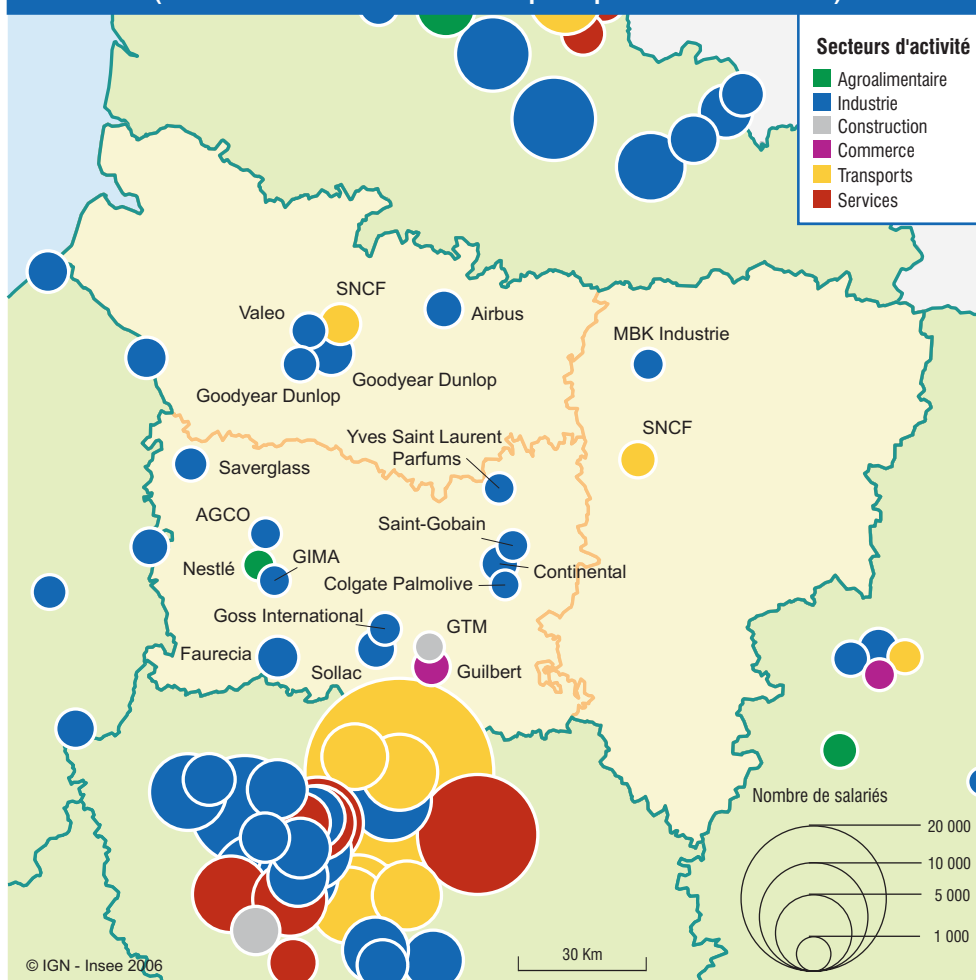 Secteurs d'activité
Agroalimentaire
Industrie
Construction
Commerce
Transports
Services
SNCF
Valeo
Airbus
MBK Industrie
Goodyear Dunlop
Goodyear Dunlop
SNCF
Yves Saint Laurent
Parfums
Saverglass
AGCO
Saint-Gobain
Nestlé
GIMA
Continental
Colgate Palmolive
Goss International
GTM
Faurecia
Sollac
Guilbert
Nombre de salariés
20 000
10 000
5 000
1 000
30 Km
© IGN - Insee 2006